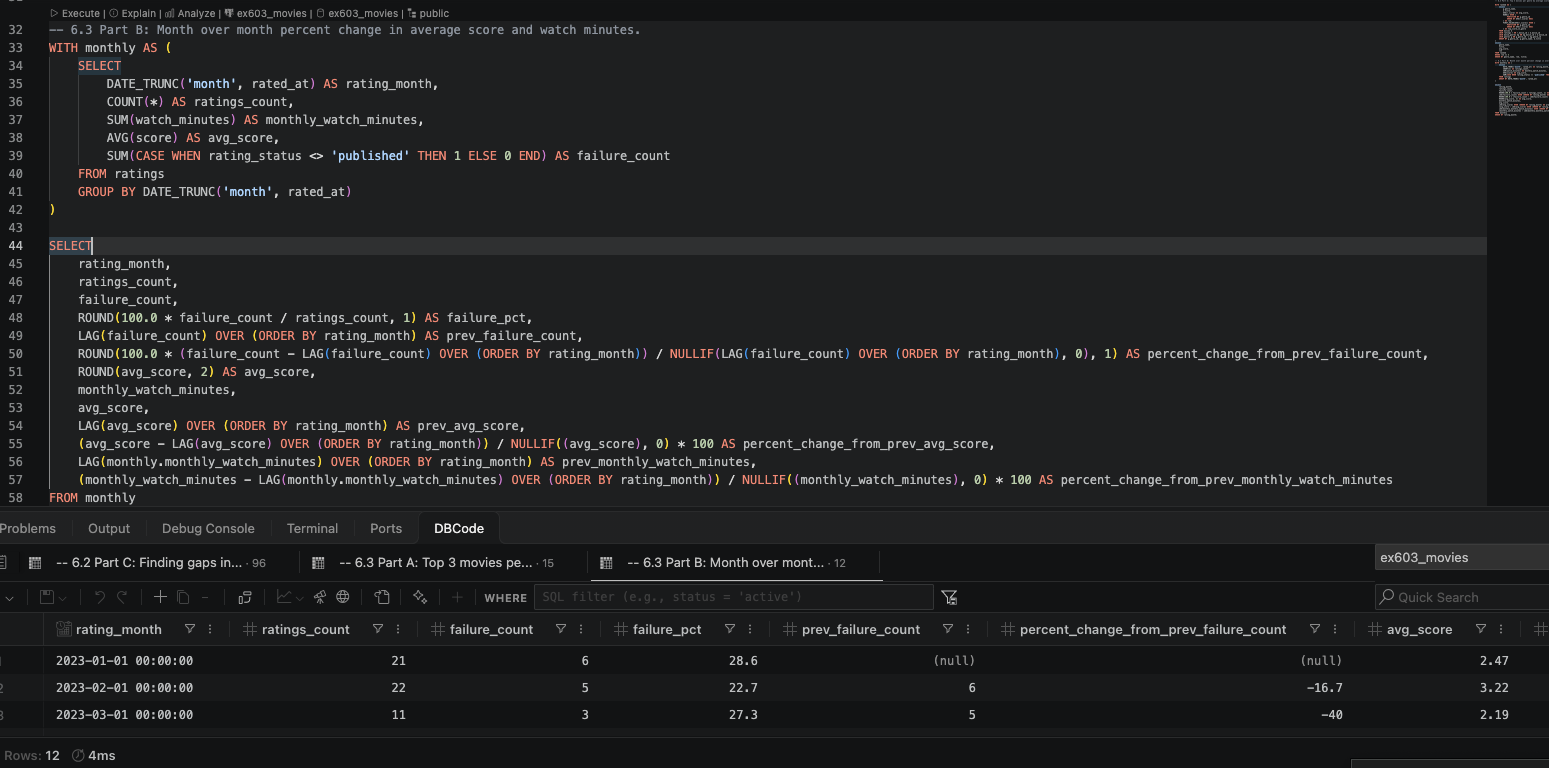 Execute | Explain | Analyze | ex603_movies | ex603_movies | public
32 -- 6.3 Part B: Month over month percent change in average score and watch minutes.
33 WITH monthly AS (
34 SELECT
35 DATE_TRUNC('month', rated_at) AS rating_month,
36 COUNT(*) AS ratings_count,
37 SUM(watch_minutes) AS monthly_watch_minutes,
38 AVG(score) AS avg_score,
39 SUM(CASE WHEN rating_status <> 'published' THEN 1 ELSE 0 END) AS failure_count
40 FROM ratings
41 GROUP BY DATE_TRUNC('month', rated_at)
42 )
43
44 SELECT
45 rating_month,
46 ratings_count,
47 failure_count,
48 ROUND(100.0 * failure_count / ratings_count, 1) AS failure_pct,
49 LAG(failure_count) OVER (ORDER BY rating_month) AS prev_failure_count,
50 ROUND(100.0 * (failure_count - LAG(failure_count) OVER (ORDER BY rating_month)) / NULLIF(LAG(failure_count) OVER (ORDER BY rating_month), 0), 1) AS percent_change_from_prev_failure_count,
51 ROUND(avg_score, 2) AS avg_score,
52 monthly_watch_minutes,
53 avg_score,
54 LAG(avg_score) OVER (ORDER BY rating_month) AS prev_avg_score,
55 (avg_score - LAG(avg_score) OVER (ORDER BY rating_month)) / NULLIF((avg_score), 0) * 100 AS percent_change_from_prev_avg_score,
56 LAG(monthly.monthly_watch_minutes) OVER (ORDER BY rating_month) AS prev_monthly_watch_minutes,
57 (monthly_watch_minutes - LAG(monthly.monthly_watch_minutes) OVER (ORDER BY rating_month)) / NULLIF((monthly_watch_minutes), 0) * 100 AS percent_change_from_prev_monthly_watch_minutes
58 FROM monthly
Problems Output Debug Console Terminal Ports DBCode
-- 6.2 Part C: Finding gaps in... · 96 -- 6.3 Part A: Top 3 movies pe... · 15 -- 6.3 Part B: Month over mont... · 12 ex603_movies
WHERE SQL filter (e.g., status = 'active') Quick Search
rating_month ratings_count failure_count failure_pct prev_failure_count percent_change_from_prev_failure_count avg_score
2023-01-01 00:00:00 21 6 28.6 (null) (null) 2.47
2023-02-01 00:00:00 22 5 22.7 6 -16.7 3.22
2023-03-01 00:00:00 11 3 27.3 5 -40 2.19
Rows: 12 4ms